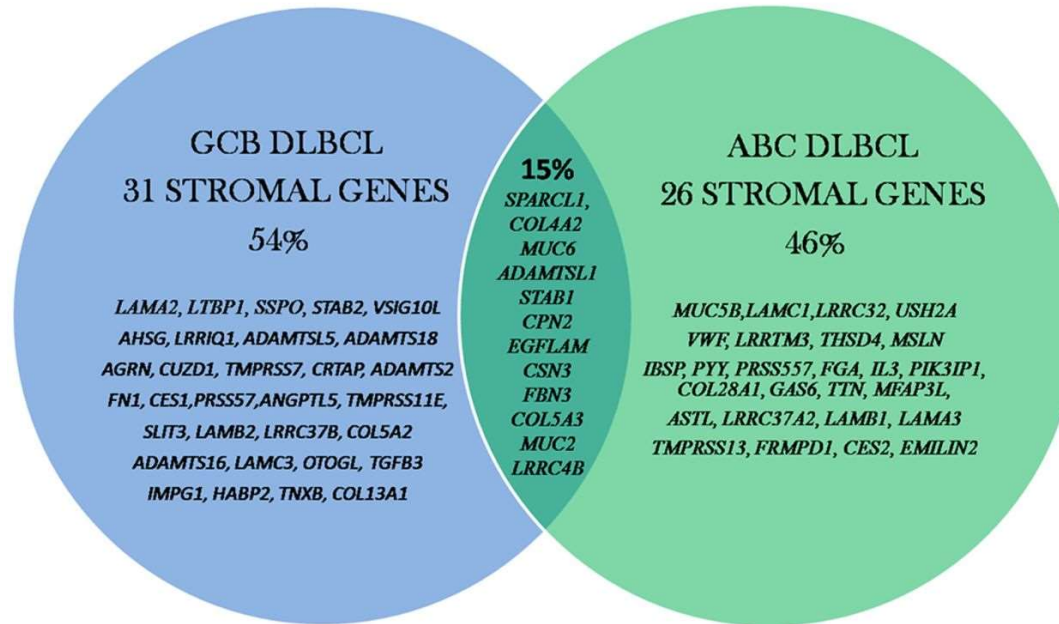 GCB DLBCL
31 STROMAL GENES
54%
LAMA2, LTBP1, SSPO, STAB2, VSIG10L
AHSG, LRRIQ1, ADAMTSL5, ADAMTS18
AGRN, CUZD1, TMPRSS7, CRTAP, ADAMTS2
FN1, CES1,PRSS57,ANGPTL5, TMPRSS11E,
SLIT3, LAMB2, LRRC37B, COL5A2
ADAMTS16, LAMC3, OTOGL, TGFB3
IMPG1, HABP2, TNXB, COL13A1
15%
SPARCL1,
COL4A2
MUC6
ADAMTSL1
STAB1
CPN2
EGFLAM
CSN3
FBN3
COL5A3
MUC2
LRRC4B
ABC DLBCL
26 STROMAL GENES
46%
MUC5B,LAMC1,LRRC32, USH2A
VWF, LRRTM3, THSD4, MSLN
IBSP, PYY, PRSS557, FGA, IL3, PIK3IP1,
COL28A1, GAS6, TTN, MFAP3L,
ASTL, LRRC37A2, LAMB1, LAMA3
TMPRSS13, FRMPD1, CES2, EMILIN2